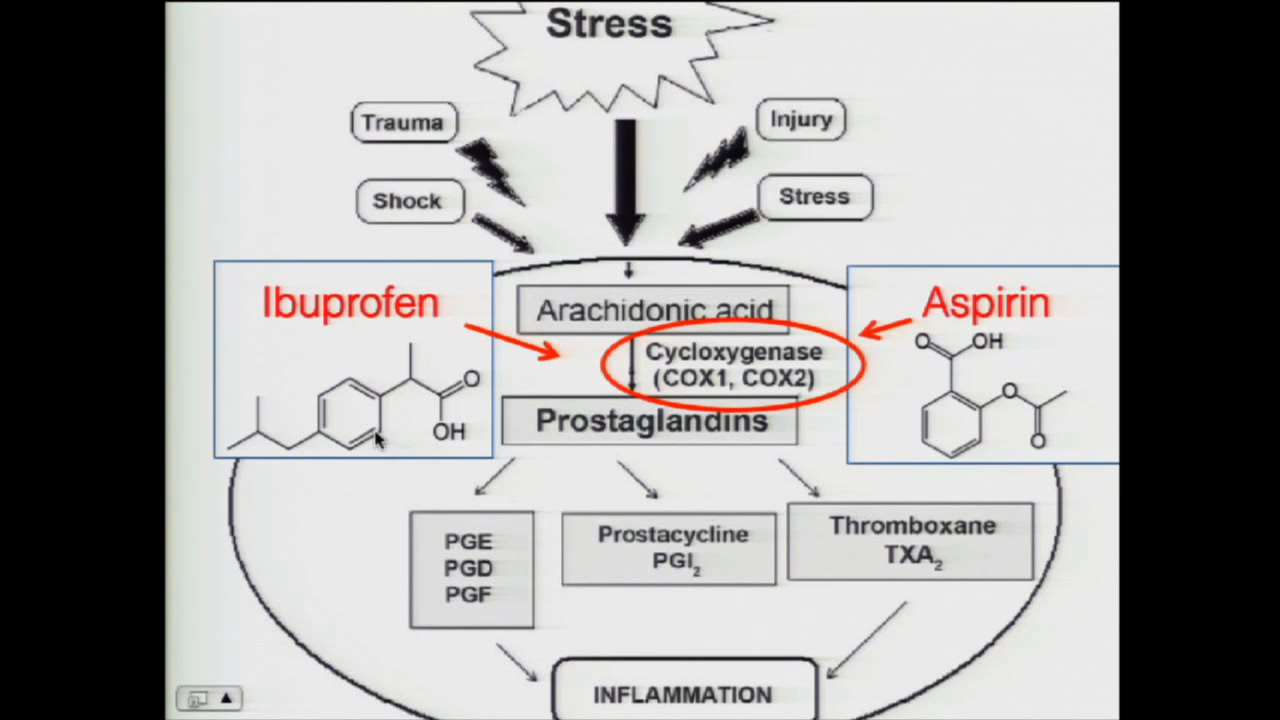 Stress
Trauma
Injury
Shock
Stress
Ibuprofen
Arachidonic acid
Aspirin
Cycloxygenase
(COX1, COX2)
Prostaglandins
O
OH
O
OH
O
O
PGE
PGD
PGF
Prostacycline
PGI₂
Thromboxane
TXA₂
INFLAMMATION